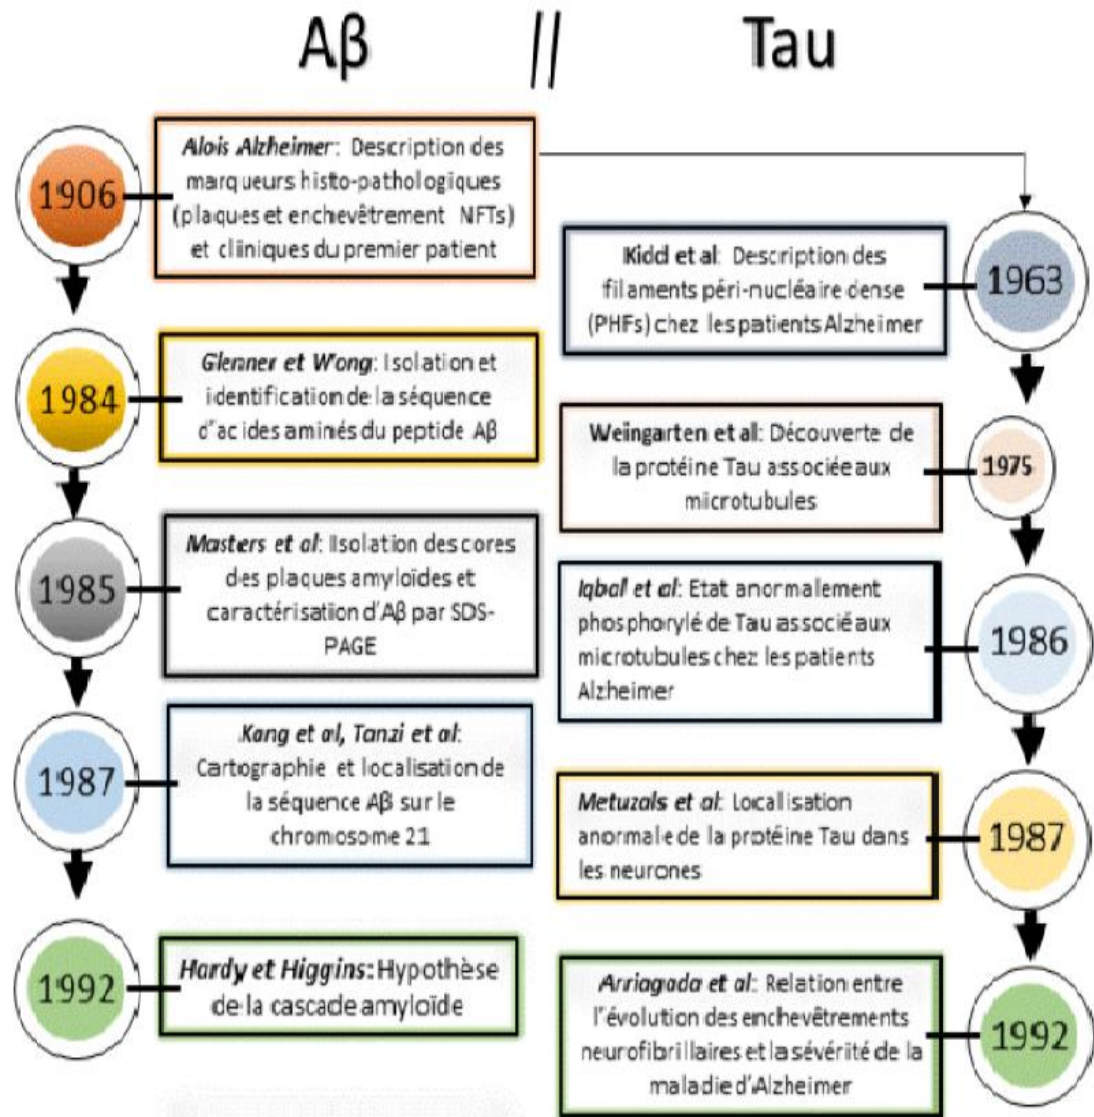 Aβ // Tau
1906
Alois Alzheimer: Description des
marqueurs histo-pathologiques
(plaques et enchevêtrement NFTs)
et cliniques du premier patient
1984
Glenner et Wong: Isolation et
identification de la séquence
d'acides aminés du peptide Aβ
1985
Masters et al: Isolation des cores
des plaques amyloïdes et
caractérisation d'Aβ par SDS-
PAGE
1987
Kang et al, Tanzi et al:
Cartographie et localisation de
la séquence Aβ sur le
chromosome 21
1992
Hardy et Higgins: Hypothèse
de la cascade amyloïde
Kidd et al: Description des
filaments péri-nucléaire dense
(PHFs) chez les patients Alzheimer
1963
Weingarten et al: Découverte de
la protéine Tau associée aux
microtubules
1975
Iqbal et al: Etat anormallement
phosphorylé de Tau associé aux
microtubules chez les patients
Alzheimer
1986
Metuzals et al: Localisation
anormale de la protéine Tau dans
les neurones
1987
Arriagada et al: Relation entre
l'évolution des enchevêtrements
neurofibrillaires et la sévérité de la
maladie d'Alzheimer
1992